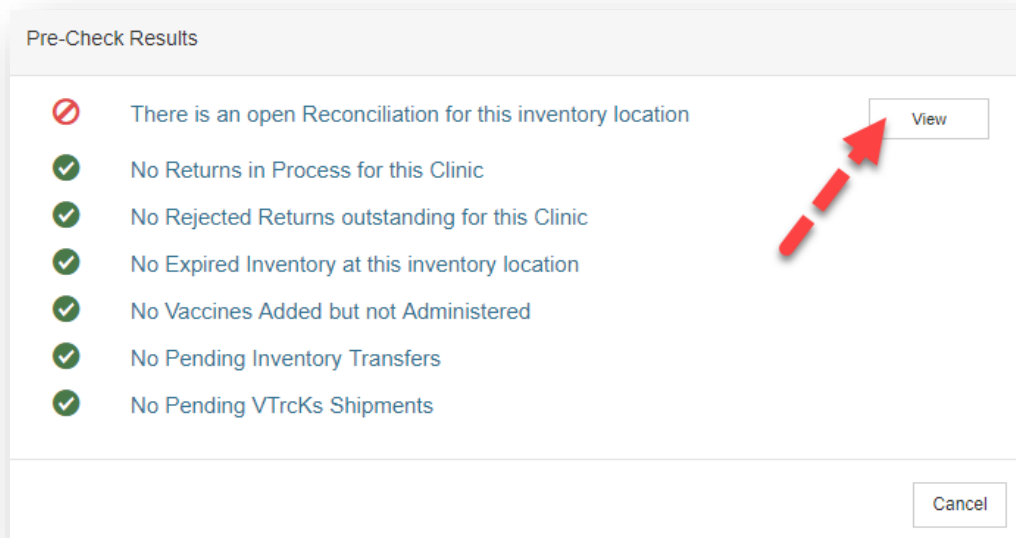 Pre-Check Results
There is an open Reconciliation for this inventory location
View
No Returns in Process for this Clinic
No Rejected Returns outstanding for this Clinic
No Expired Inventory at this inventory location
No Vaccines Added but not Administered
No Pending Inventory Transfers
No Pending VTrcKs Shipments
Cancel